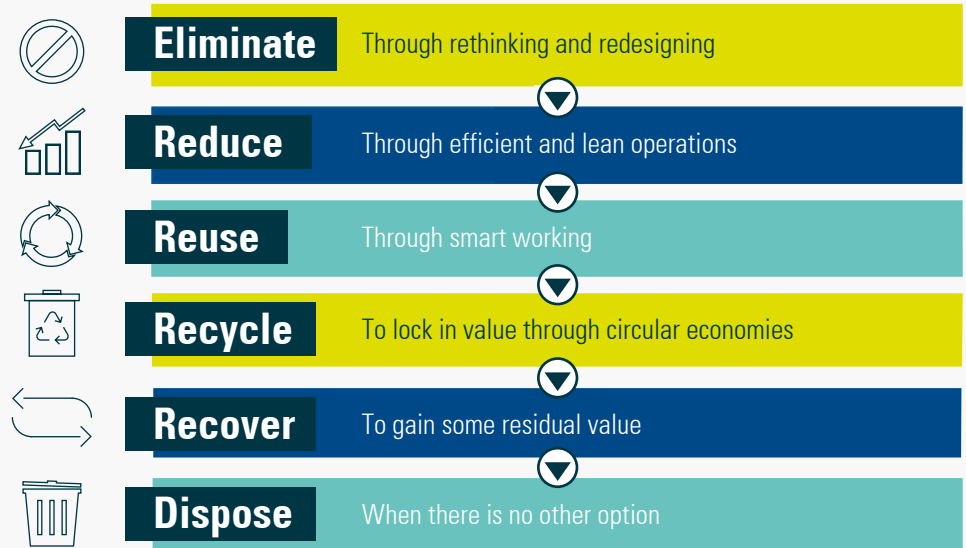 Eliminate Through rethinking and redesigning
Reduce Through efficient and lean operations
Reuse Through smart working
Recycle To lock in value through circular economies
Recover To gain some residual value
Dispose When there is no other option